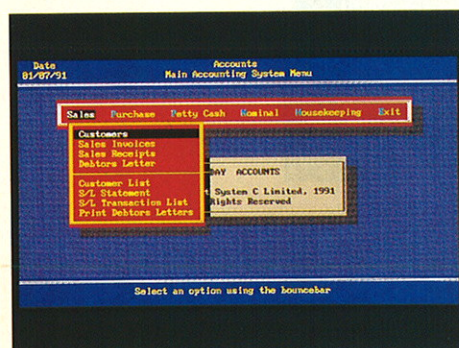 Date
01/07/91
Accounts
Main Accounting System Menu
Sales Purchase Petty Cash Nominal Housekeeping Exit
Customers
Sales Invoices
Sales Receipts
Debtors Letter
Customer List
S/L Statement
S/L Transaction List
Print Debtors Letters
DAY ACCOUNTS
t System C Limited, 1991
Rights Reserved
Select an option using the bouncebar